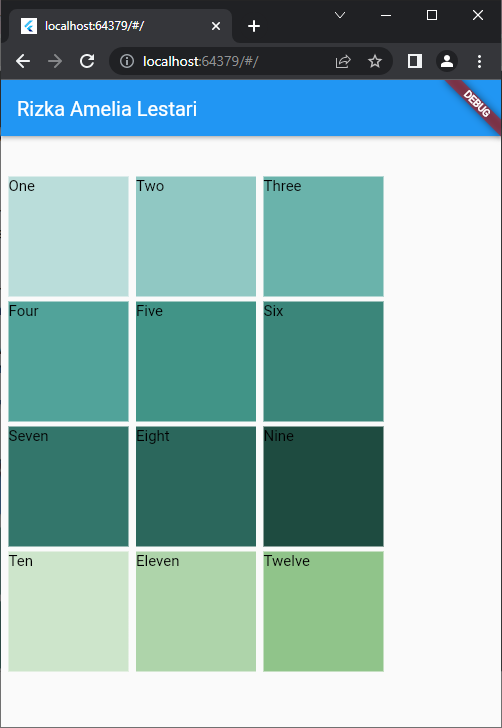 localhost:64379/#/
localhost:64379/#/
Rizka Amelia Lestari
DEBUG
One
Two
Three
Four
Five
Six
Seven
Eight
Nine
Ten
Eleven
Twelve